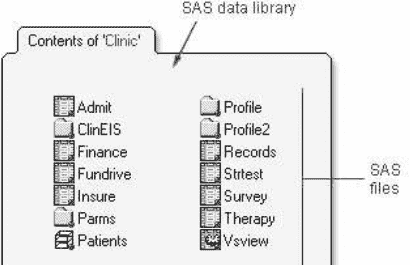 SAS data library
Contents of 'Clinic'
Admit
Profile
ClinEIS
Profile2
Finance
Records
Fundrive
Strtest
Insure
Survey
Parms
Therapy
Patients
Vsview
SAS
files